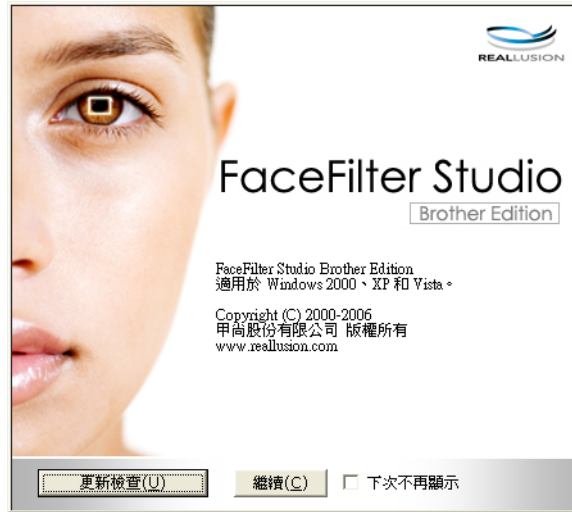 REALLUSION
FaceFilter Studio
Brother Edition
FaceFilter Studio Brother Edition
適用於 Windows 2000、XP 和 Vista。
Copyright (C) 2000-2006
甲尚股份有限公司 版權所有
www.reallusion.com
更新檢查(U)
繼續(C)
下次不再顯示